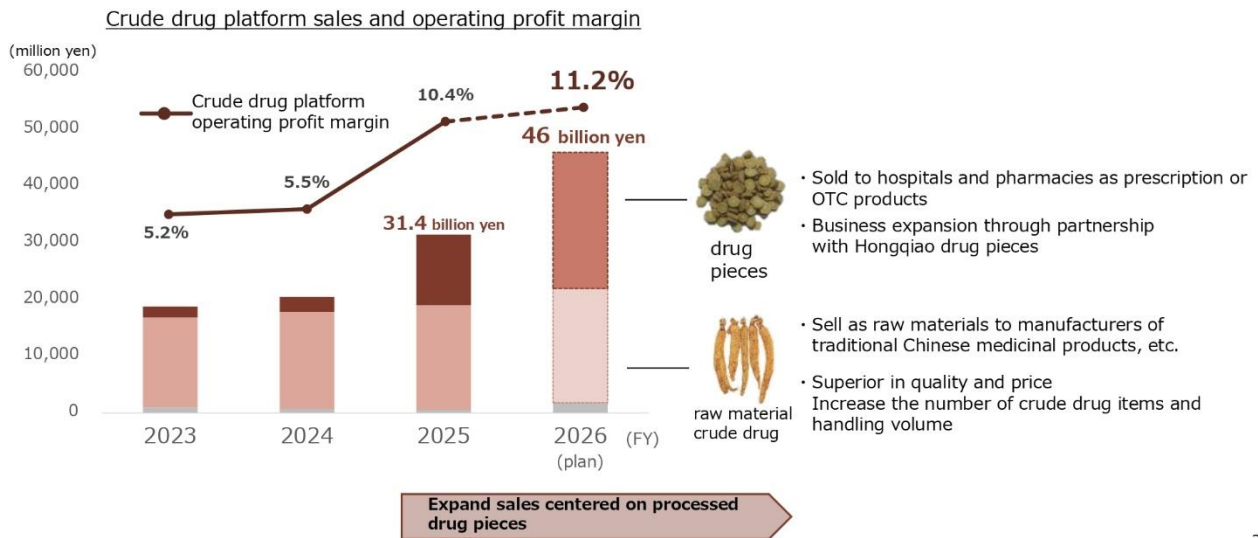 Crude drug platform sales and operating profit margin
(million yen)
60,000
50,000
40,000
30,000
20,000
10,000
0
Crude drug platform
operating profit margin
5.2%
5.5%
10.4%
11.2%
31.4 billion yen
46 billion yen
2023
2024
2025
2026
(FY)
(plan)
drug
pieces
・Sold to hospitals and pharmacies as prescription or
OTC products
・Business expansion through partnership
with Hongqiao drug pieces
raw material
crude drug
・Sell as raw materials to manufacturers of
traditional Chinese medicinal products, etc.
・Superior in quality and price
Increase the number of crude drug items and
handling volume
Expand sales centered on processed
drug pieces